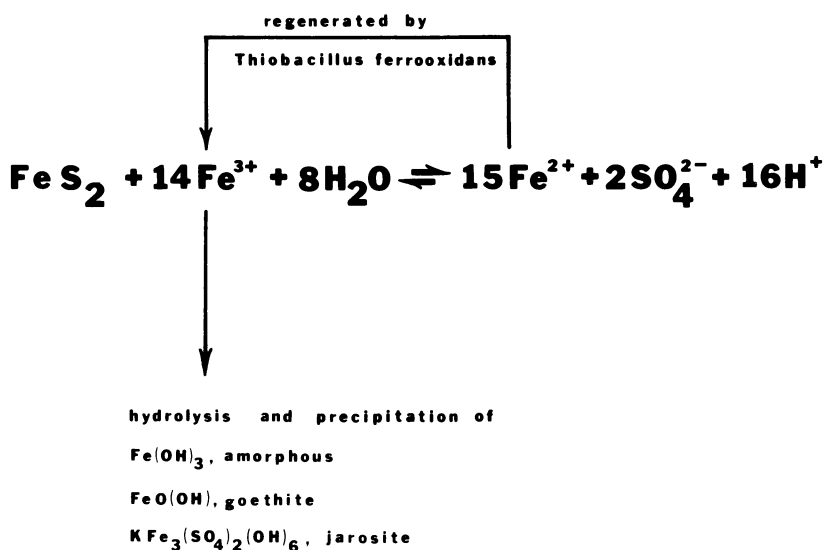 regenerated by
Thiobacillus ferrooxidans
FeS₂ + 14Fe³⁺ + 8H₂O ⇌ 15Fe²⁺ + 2SO₄²⁻ + 16H⁺
hydrolysis and precipitation of
Fe(OH)₃, amorphous
FeO(OH), goethite
KFe₃(SO₄)₂(OH)₆, jarosite